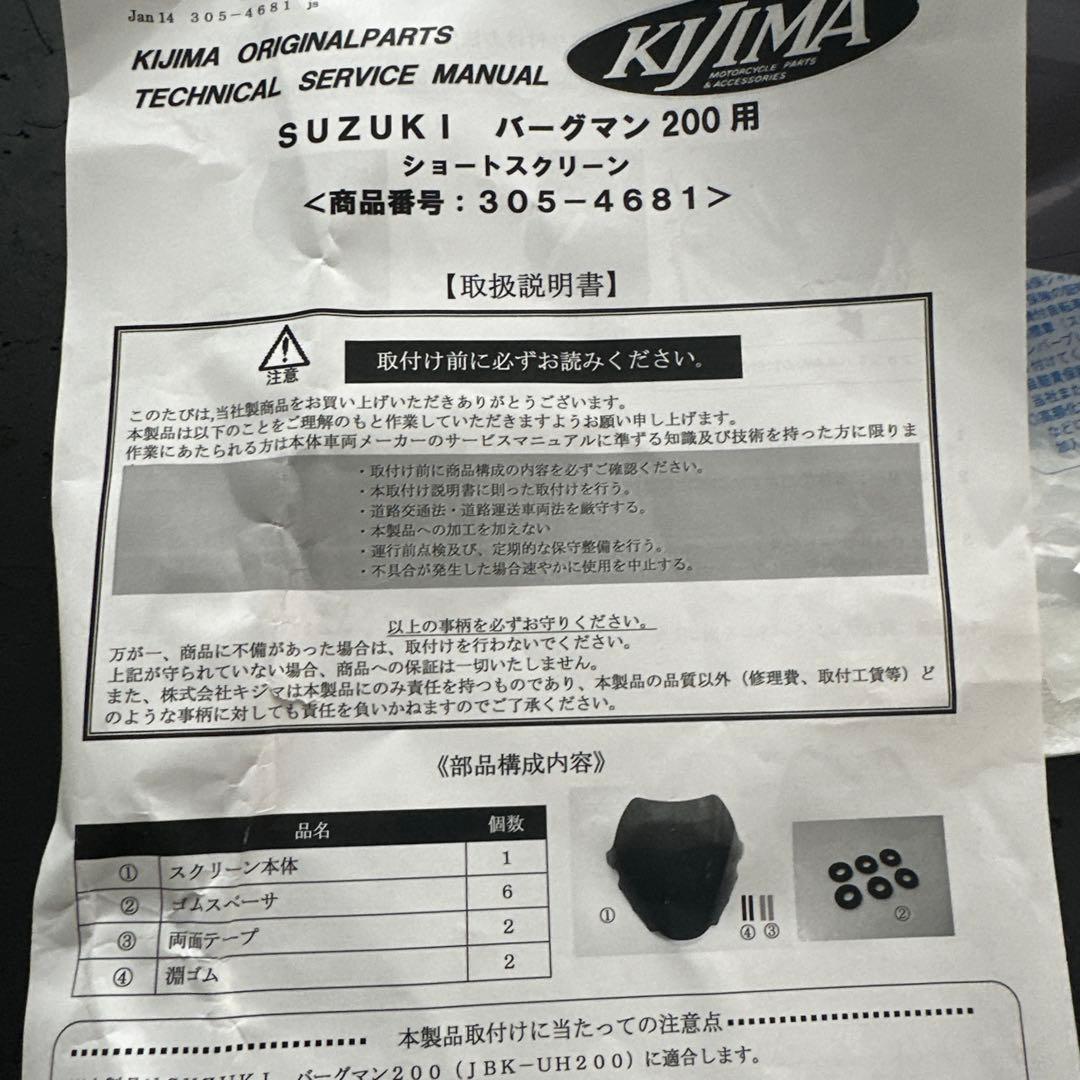 Jan 14 305-4681 js
KIJIMA ORIGINALPARTS
TECHNICAL SERVICE MANUAL
KIJIMA
MOTORCYCLE PARTS
& ACCESSORIES
SUZUKI バーグマン200用
ショートスクリーン
<商品番号:305-4681>
【取扱説明書】
注意
取付け前に必ずお読みください。
このたびは,当社製商品をお買い上げいただきありがとうございます。
本製品は以下のことをご理解のもと作業していただきますようお願い申し上げます。
作業にあたられる方は本体車両メーカーのサービスマニュアルに準ずる知識及び技術を持った方に限りま
・取付け前に商品構成の内容を必ずご確認ください。
・本取付け説明書に則った取付けを行う。
・道路交通法・道路運送車両法を厳守する。
・本製品への加工を加えない
・運行前点検及び、定期的な保守整備を行う。
・不具合が発生した場合速やかに使用を中止する。
以上の事柄を必ずお守りください。
万が一、商品に不備があった場合は、取付けを行わないでください。
上記が守られていない場合、商品への保証は一切いたしません。
また、株式会社キジマは本製品にのみ責任を持つものであり、本製品の品質以外(修理費、取付工賃等)ど
のような事柄に対しても責任を負いかねますのでご了承ください。
《部品構成内容》
品名 個数
① スクリーン本体 1
② ゴムスペーサ 6
③ 両面テープ 2
④ 淵ゴム 2
① ④ ③ ②
本製品取付けに当たっての注意点
SUZUKI バーグマン200(JBK-UH200)に適合します。